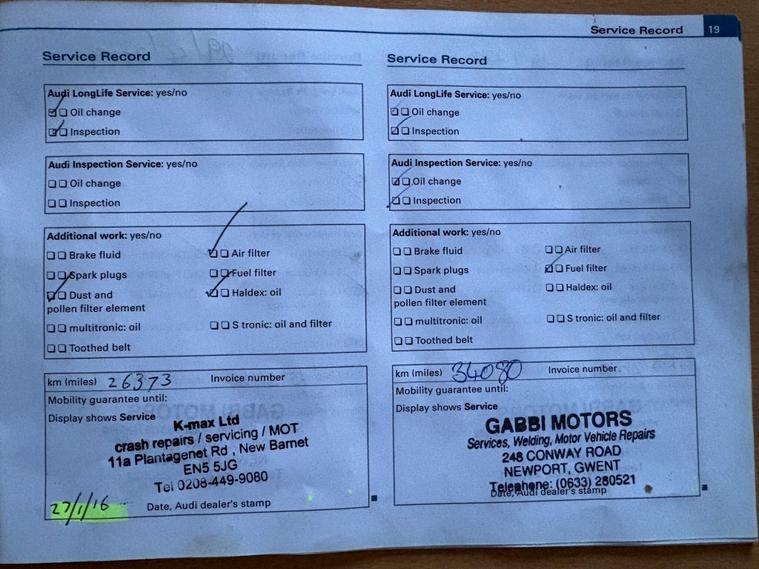 Service Record 19
Service Record
Audi LongLife Service: yes/no
Oil change
Inspection
Audi Inspection Service: yes/no
Oil change
Inspection
Additional work: yes/no
Brake fluid
Air filter
Spark plugs
Fuel filter
Dust and
pollen filter element
Haldex: oil
multitronic: oil
S tronic: oil and filter
Toothed belt
km (miles) 26373 Invoice number
Mobility guarantee until:
Display shows Service
K-max Ltd
crash repairs / servicing / MOT
11a Plantagenet Rd , New Barnet
EN5 5JG
Tel 0208-449-9080
27/1/16
Date, Audi dealer's stamp
Service Record
Audi LongLife Service: yes/no
Oil change
Inspection
Audi Inspection Service: yes/no
Oil change
Inspection
Additional work: yes/no
Brake fluid
Air filter
Spark plugs
Fuel filter
Dust and
pollen filter element
Haldex: oil
multitronic: oil
S tronic: oil and filter
Toothed belt
km (miles) 34080 Invoice number
Mobility guarantee until:
Display shows Service
GABBI MOTORS
Services, Welding, Motor Vehicle Repairs
248 CONWAY ROAD
NEWPORT, GWENT
Telephone: (0633) 280521
Date, Audi dealer's stamp